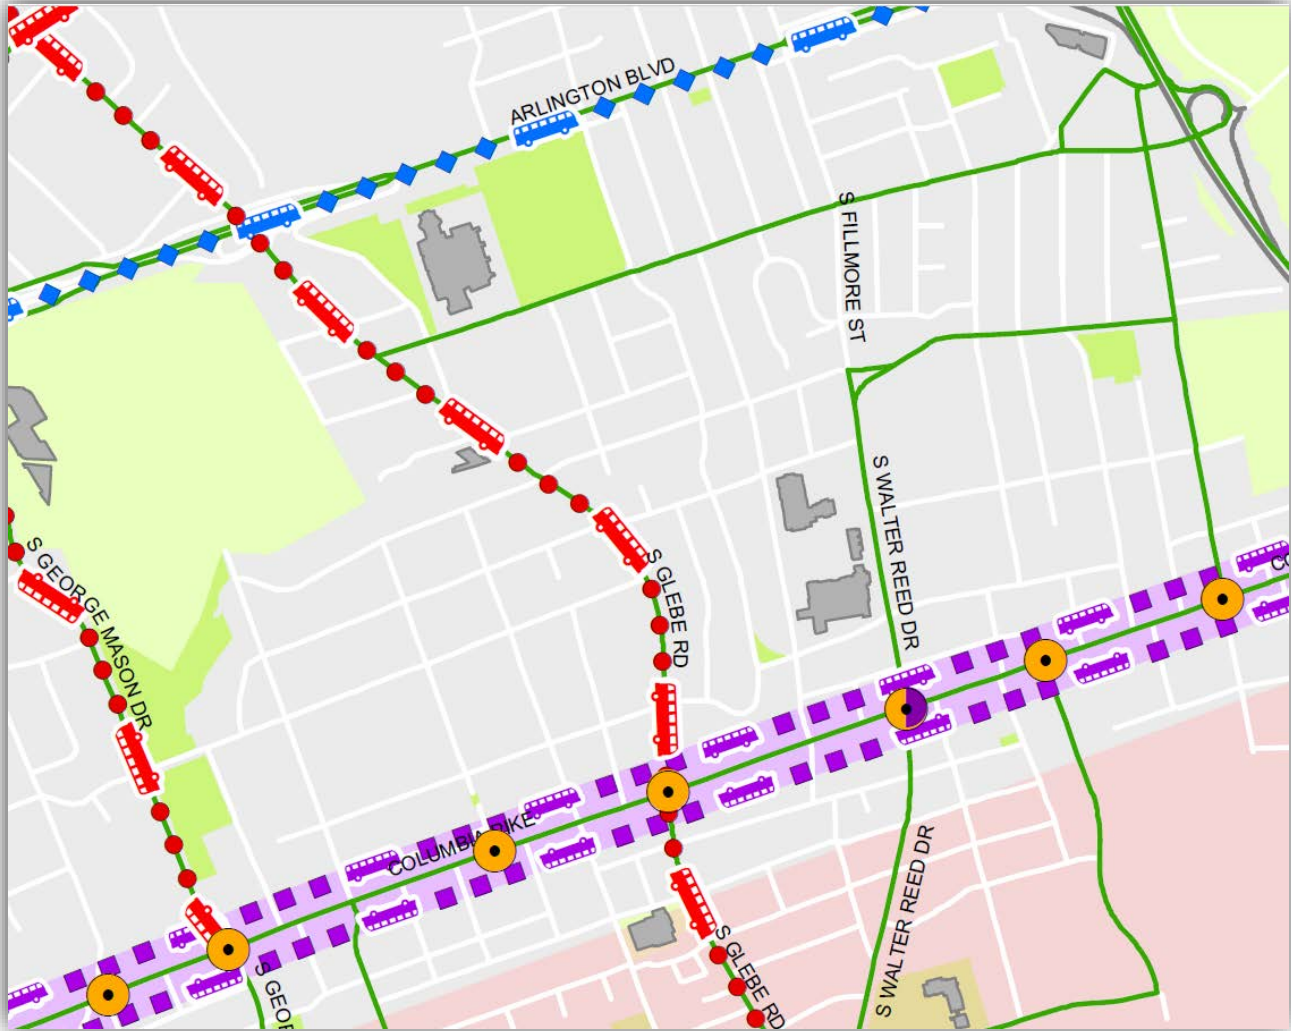 ARLINGTON BLVD
S FILLMORE ST
S WALTER REED DR
S GEORGE MASON DR
S GLEBE RD
COLUMBIA PIKE
S WALTER REED DR
S GLEBE RD